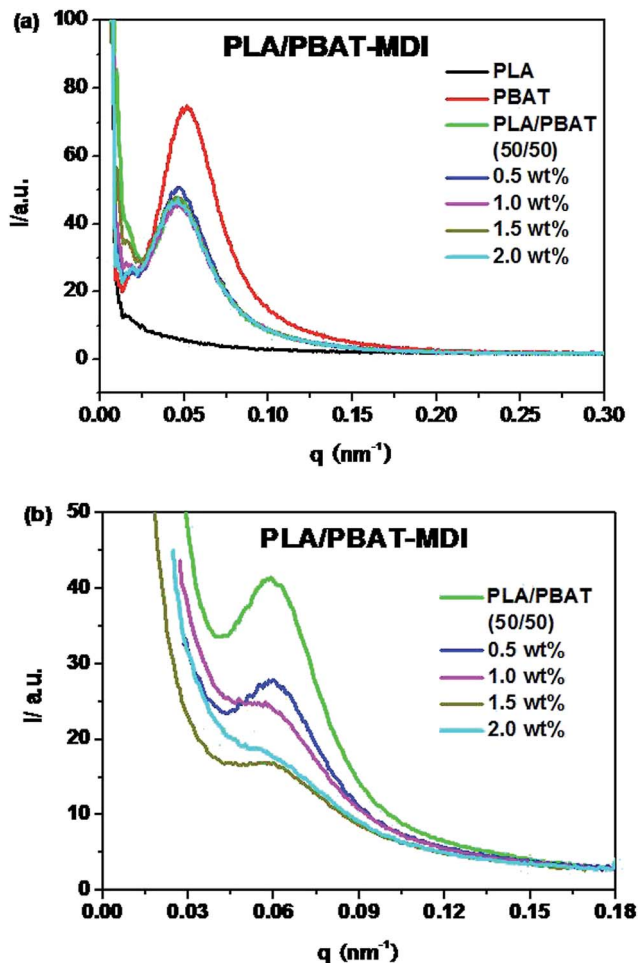 (a)
PLA/PBAT-MDI
PLA
PBAT
PLA/PBAT
(50/50)
0.5 wt%
1.0 wt%
1.5 wt%
2.0 wt%
100
80
60
40
20
0
I/a.u.
0.00 0.05 0.10 0.15 0.20 0.25 0.30
q (nm⁻¹)
(b)
PLA/PBAT-MDI
PLA/PBAT
(50/50)
0.5 wt%
1.0 wt%
1.5 wt%
2.0 wt%
50
40
30
20
10
0
I/ a.u.
0.00 0.03 0.06 0.09 0.12 0.15 0.18
q (nm⁻¹)